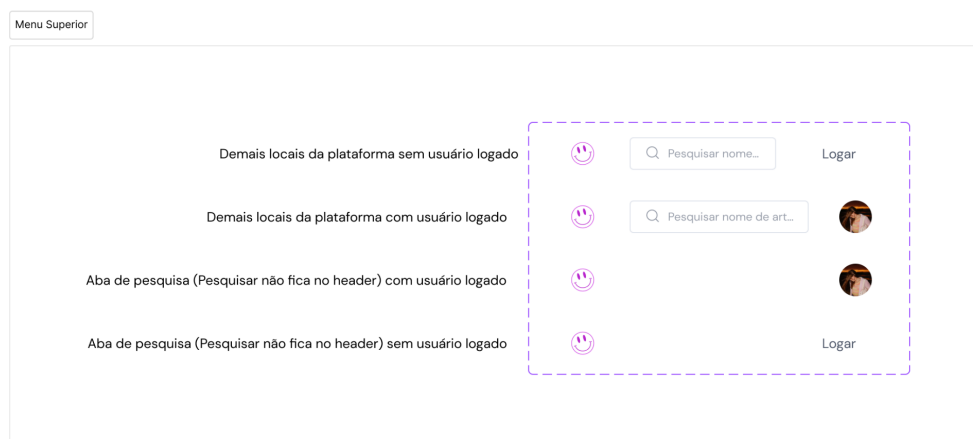 Menu Superior
Demais locais da plataforma sem usuário logado
Pesquisar nome...
Logar
Demais locais da plataforma com usuário logado
Pesquisar nome de art...
Aba de pesquisa (Pesquisar não fica no header) com usuário logado
Aba de pesquisa (Pesquisar não fica no header) sem usuário logado
Logar